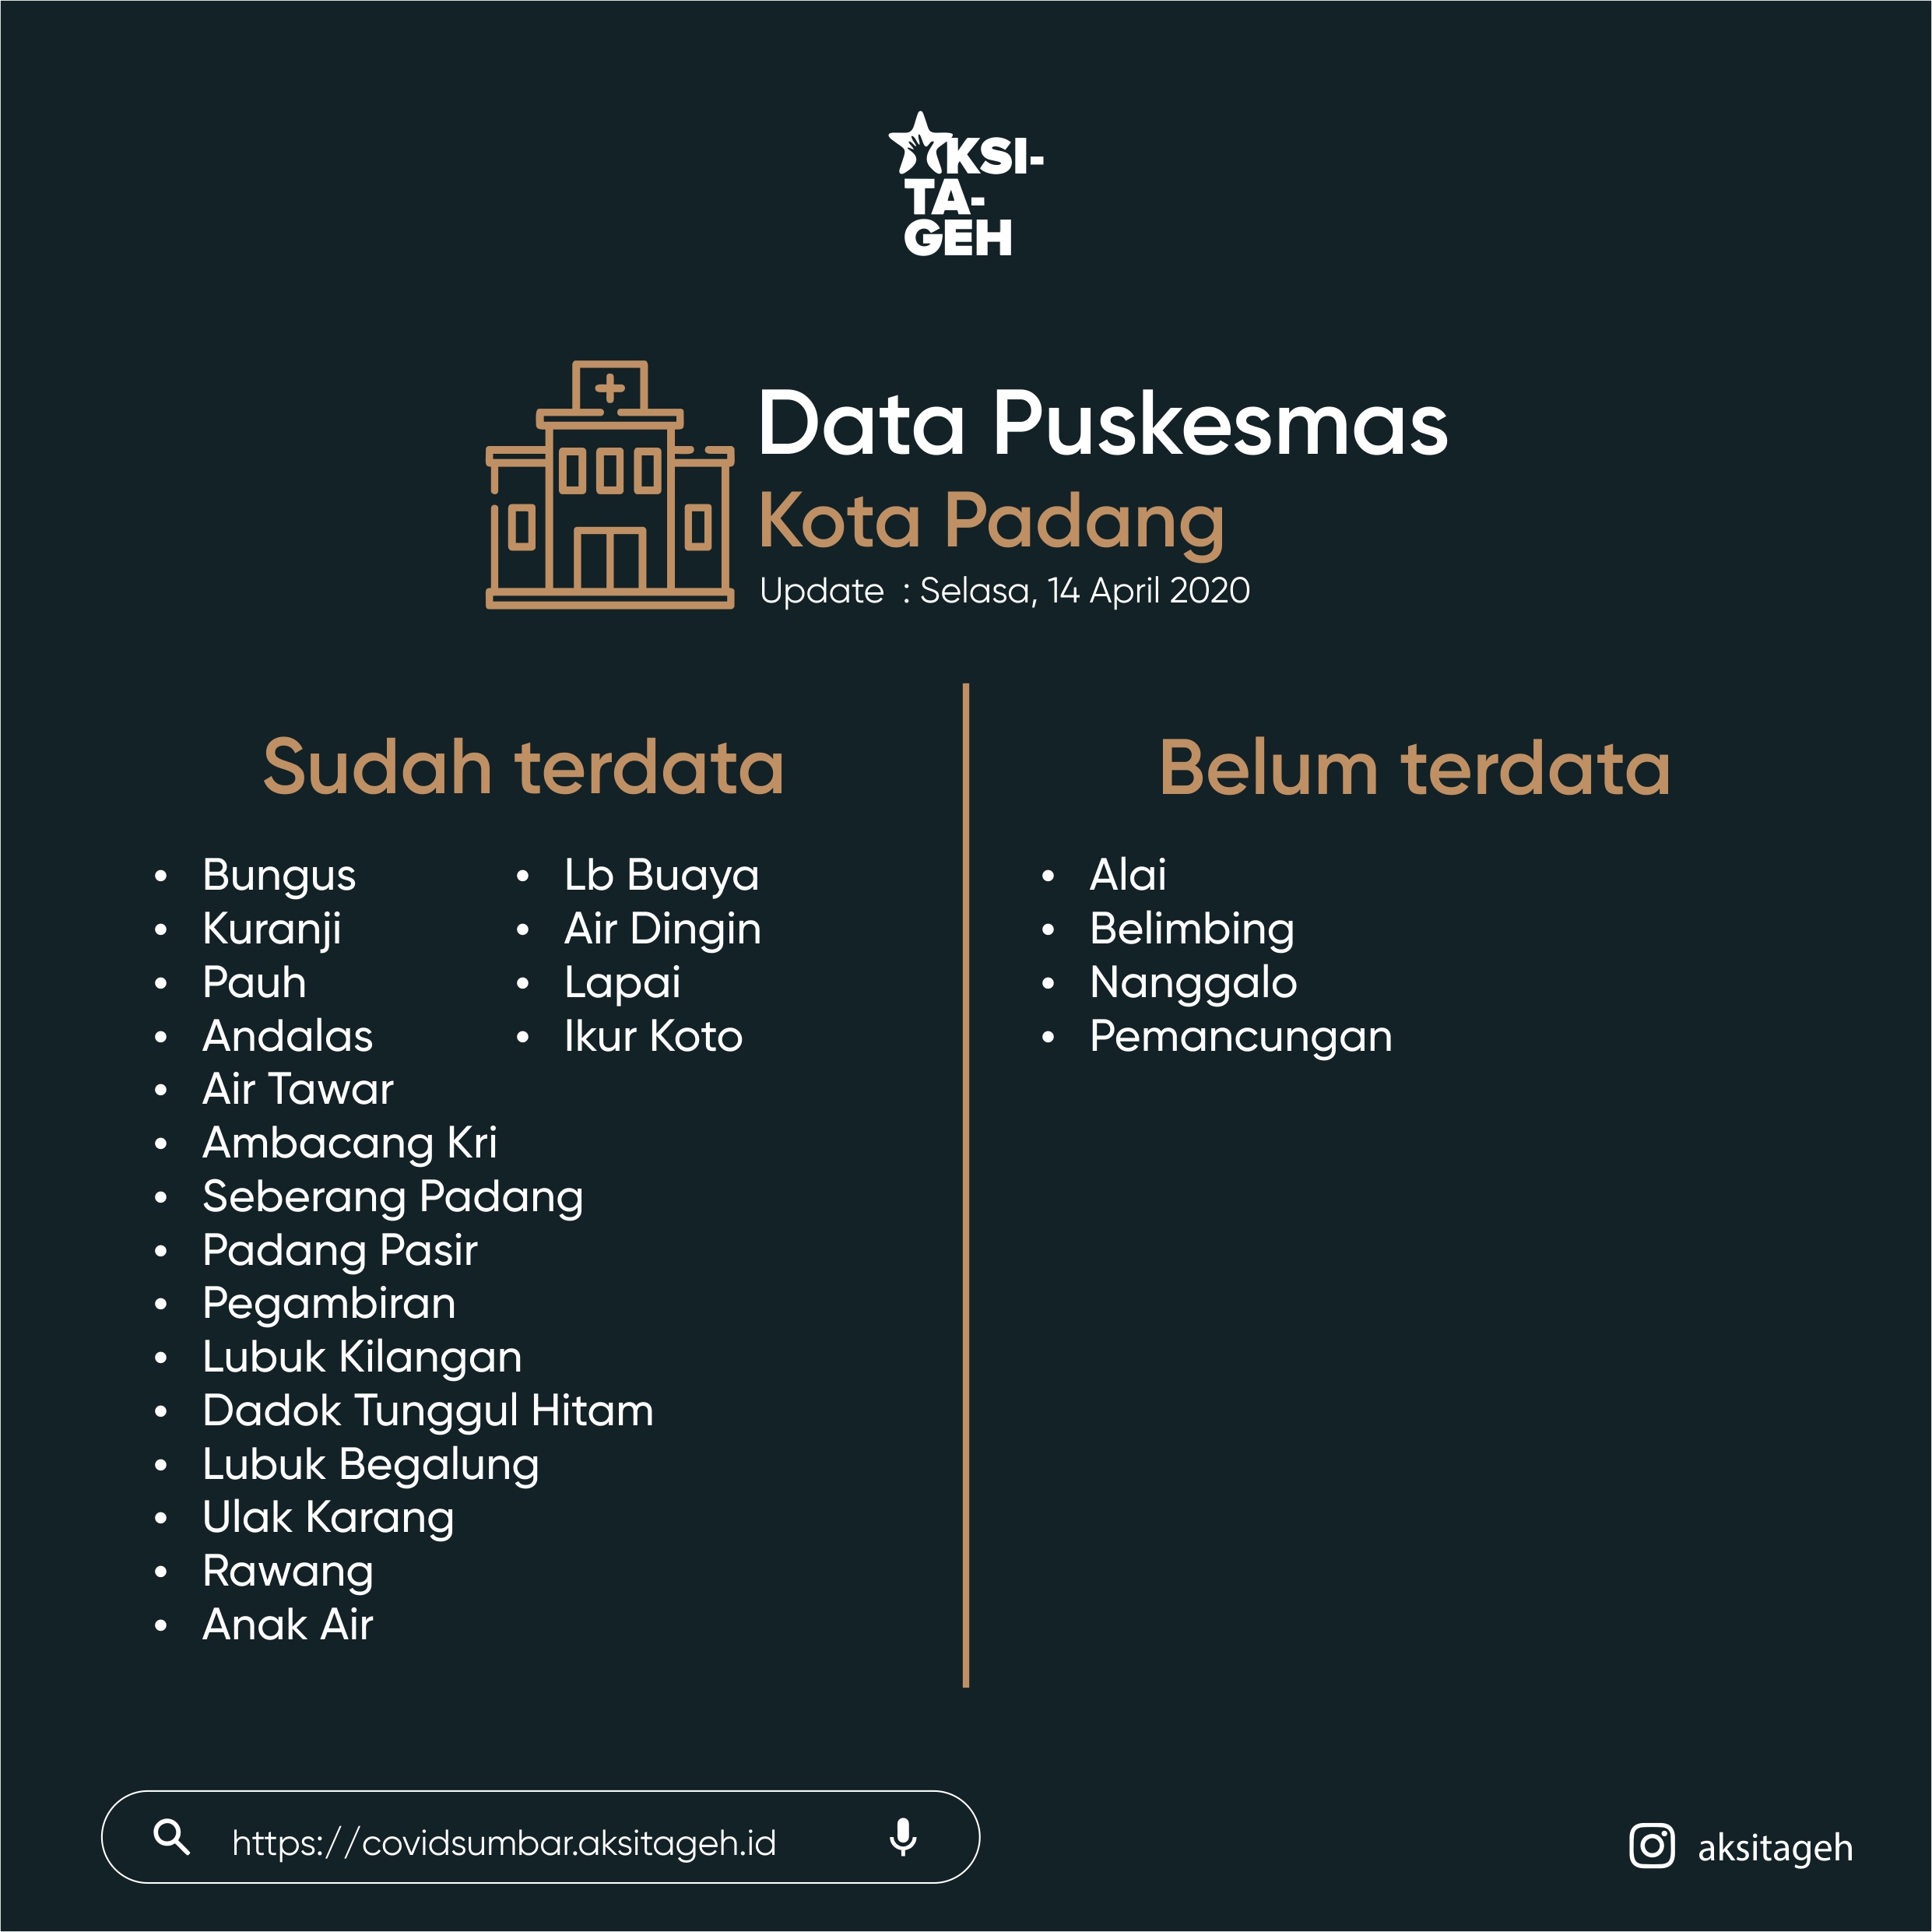 AKSI-
TA-
GEH
Data Puskesmas
Kota Padang
Update : Selasa, 14 April 2020
Sudah terdata
• Bungus
• Kuranji
• Pauh
• Andalas
• Air Tawar
• Ambacang Kri
• Seberang Padang
• Padang Pasir
• Pegambiran
• Lubuk Kilangan
• Dadok Tunggul Hitam
• Lubuk Begalung
• Ulak Karang
• Rawang
• Anak Air
• Lb Buaya
• Air Dingin
• Lapai
• Ikur Koto
Belum terdata
• Alai
• Belimbing
• Nanggalo
• Pemancungan
https://covidsumbar.aksitageh.id
aksitageh